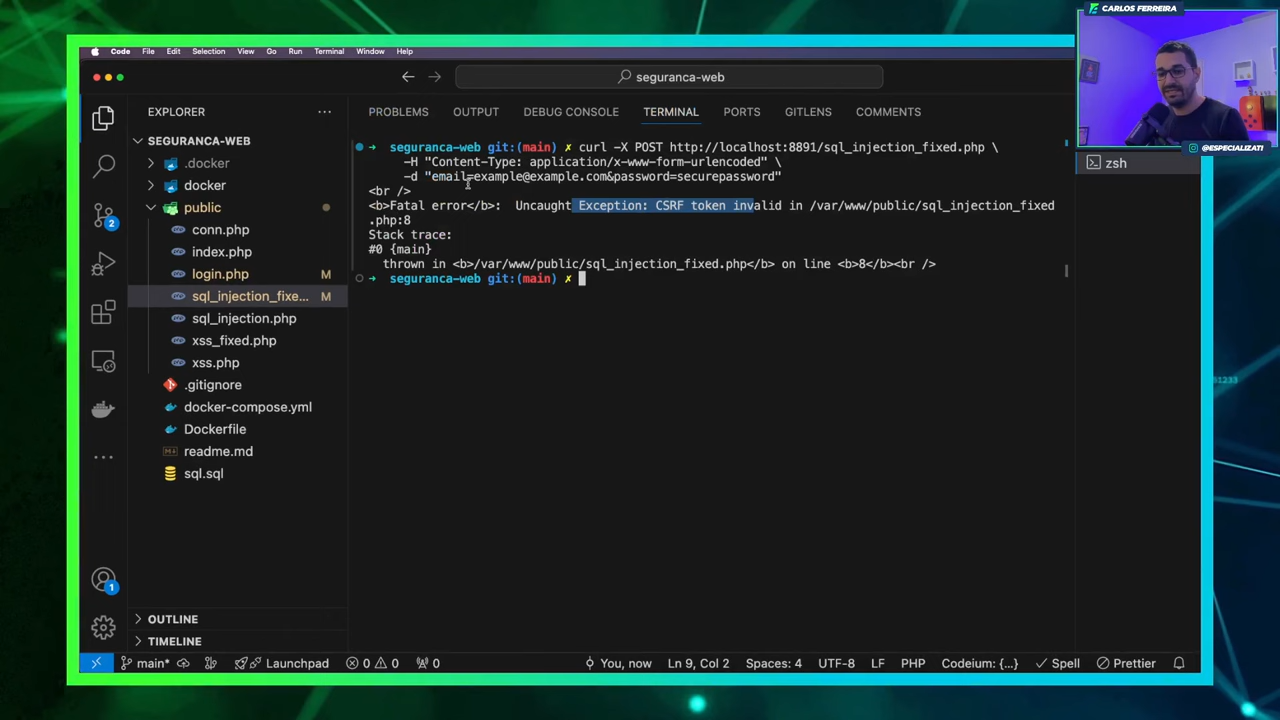 CARLOS FERREIRA
@ESPECIALIZATI
Code File Edit Selection View Go Run Terminal Window Help
seguranca-web
EXPLORER
SEGURANCA-WEB
.docker
docker
public
conn.php
index.php
login.php M
sql_injection_fixe... M
sql_injection.php
xss_fixed.php
xss.php
.gitignore
docker-compose.yml
Dockerfile
readme.md
sql.sql
OUTLINE
TIMELINE
2
1
PROBLEMS OUTPUT DEBUG CONSOLE TERMINAL PORTS GITLENS COMMENTS
➜ seguranca-web git:(main) ✗ curl -X POST http://localhost:8891/sql_injection_fixed.php \
-H "Content-Type: application/x-www-form-urlencoded" \
-d "email=example@example.com&password=securepassword"
<br />
<b>Fatal error</b>: Uncaught Exception: CSRF token invalid in /var/www/public/sql_injection_fixed
.php:8
Stack trace:
#0 {main}
thrown in <b>/var/www/public/sql_injection_fixed.php</b> on line <b>8</b><br />
➜ seguranca-web git:(main) ✗
zsh
main* Launchpad 0 0 0 You, now Ln 9, Col 2 Spaces: 4 UTF-8 LF PHP Codeium: {...} Spell Prettier